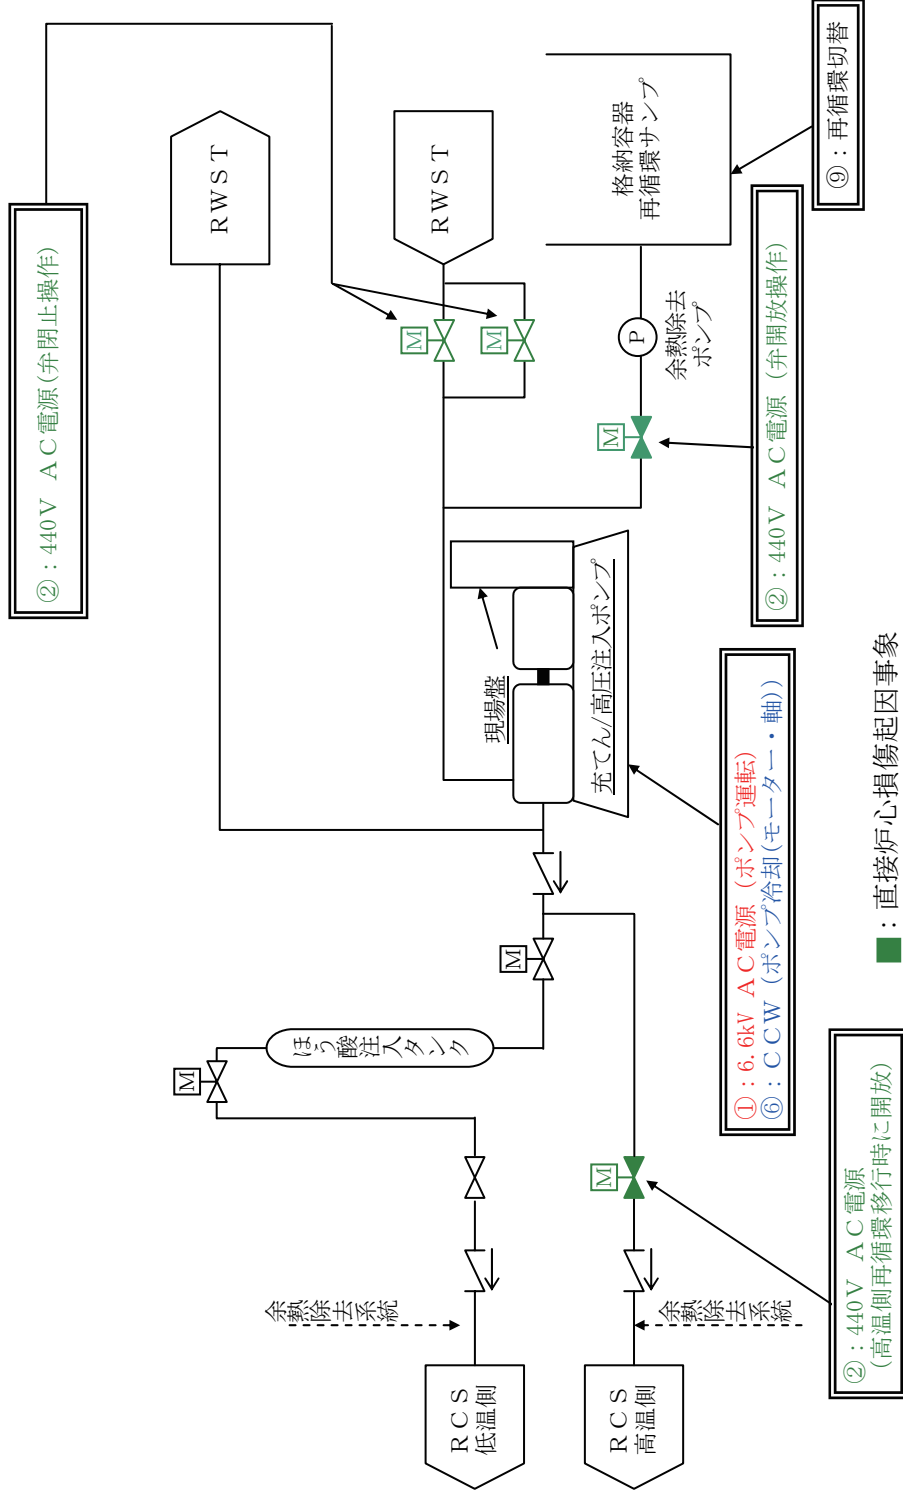 ②：440V AC電源(弁閉止操作)
RWST
RWST
格納容器
再循環サンプ
⑨：再循環切替
M
M
余熱除去
ポンプ
P
M
②：440V AC電源 (弁開放操作)
現場盤
充てん/高圧注入ポンプ
①：6.6kV AC電源 (ポンプ運転)
⑥：CCW (ポンプ冷却(モーター・軸))
■：直接炉心損傷起因事象
M
ほう酸注入タンク
M
M
②：440V AC電源
(高温側再循環移行時に開放)
余熱除去系統
余熱除去系統
RCS
低温側
RCS
高温側